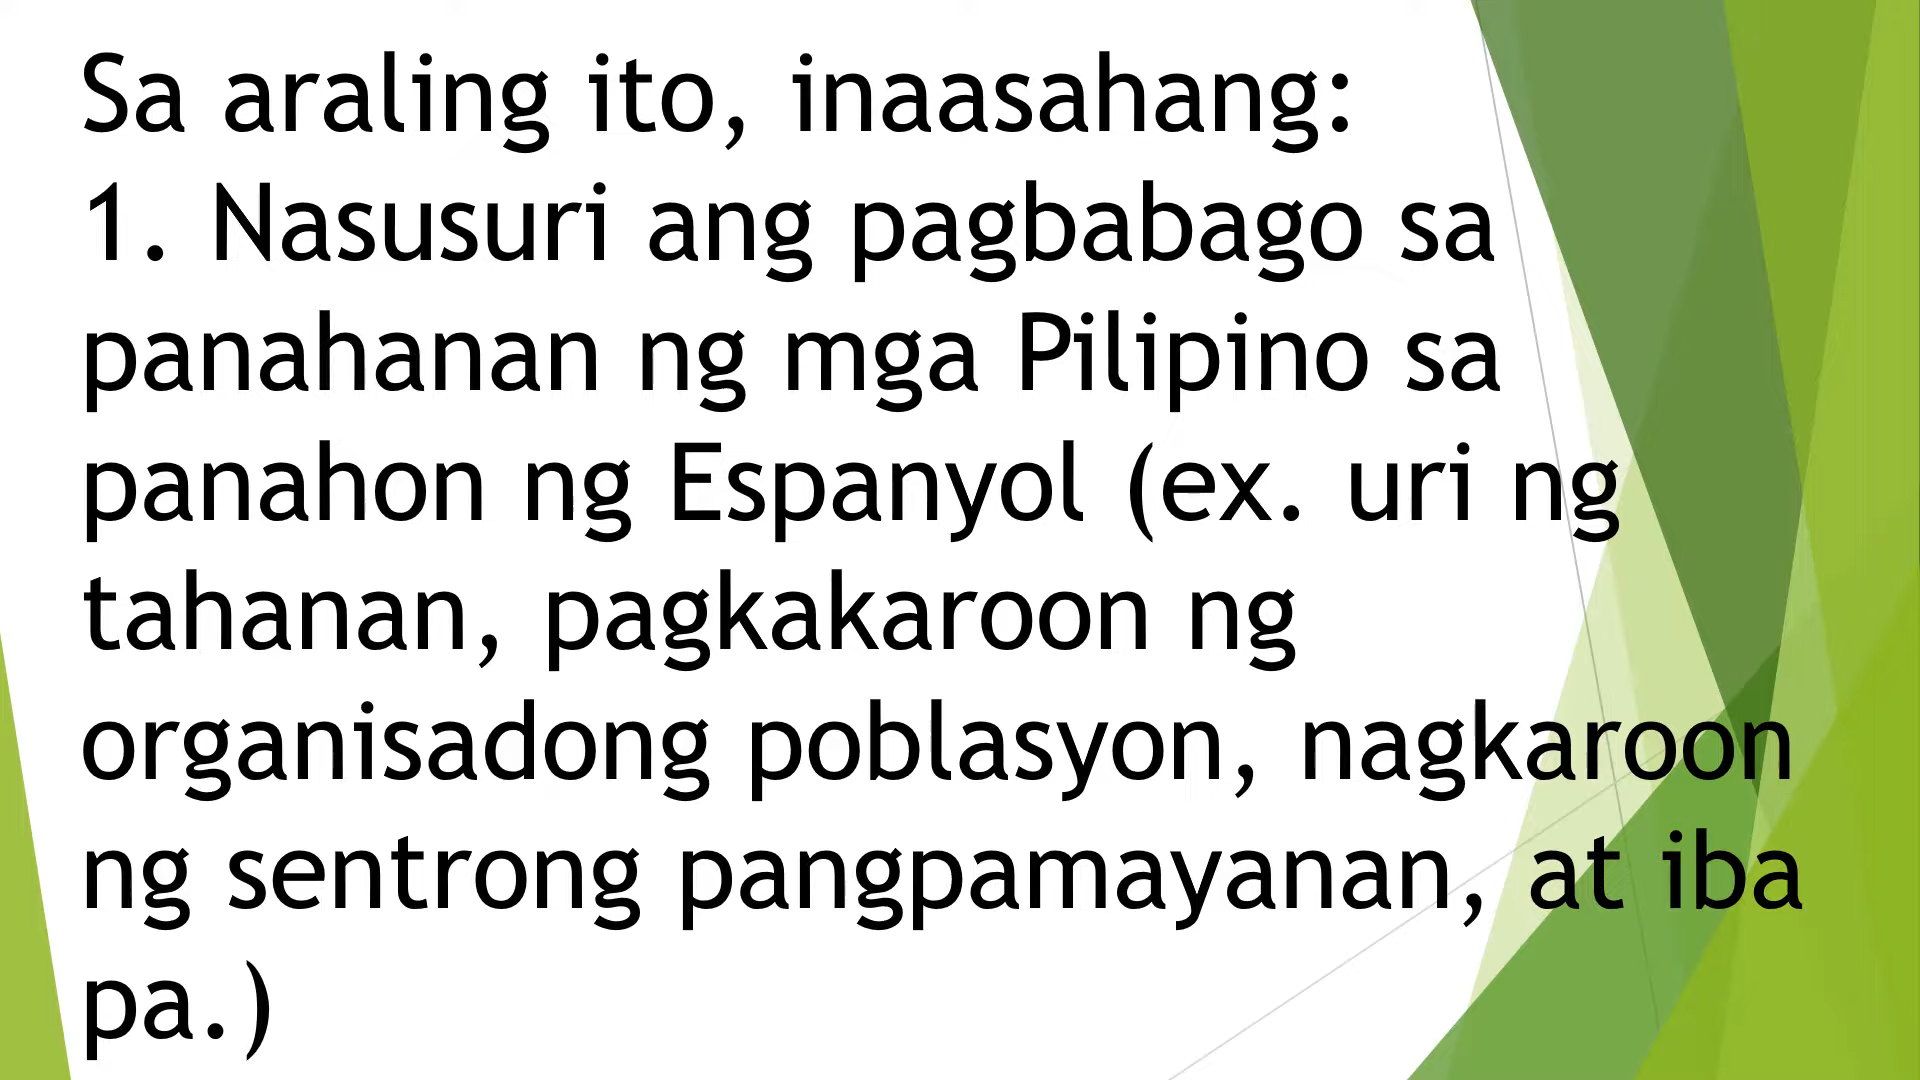 Sa araling ito, inaasahang:
1. Nasusuri ang pagbabago sa
panahanan ng mga Pilipino sa
panahon ng Espanyol (ex. uri ng
tahanan, pagkakaroon ng
organisadong poblasyon, nagkaroon
ng sentrong pangpamayanan, at iba
pa.)